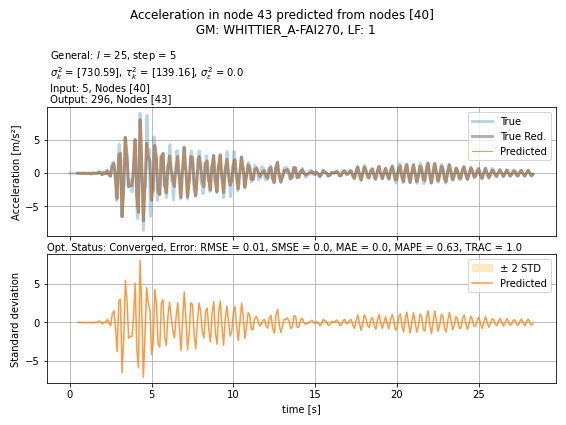 Acceleration in node 43 predicted from nodes [40]
GM: WHITTIER_A-FAI270, LF: 1
General: l = 25, step = 5
σ²ₖ = [730.59], τ²ₖ = [139.16], σ²ε = 0.0
Input: 5, Nodes [40]
Output: 296, Nodes [43]
True
True Red.
Predicted
Acceleration [m/s²]
5
0
−5
Opt. Status: Converged, Error: RMSE = 0.01, SMSE = 0.0, MAE = 0.0, MAPE = 0.63, TRAC = 1.0
± 2 STD
Predicted
Standard deviation
5
0
−5
0 5 10 15 20 25
time [s]